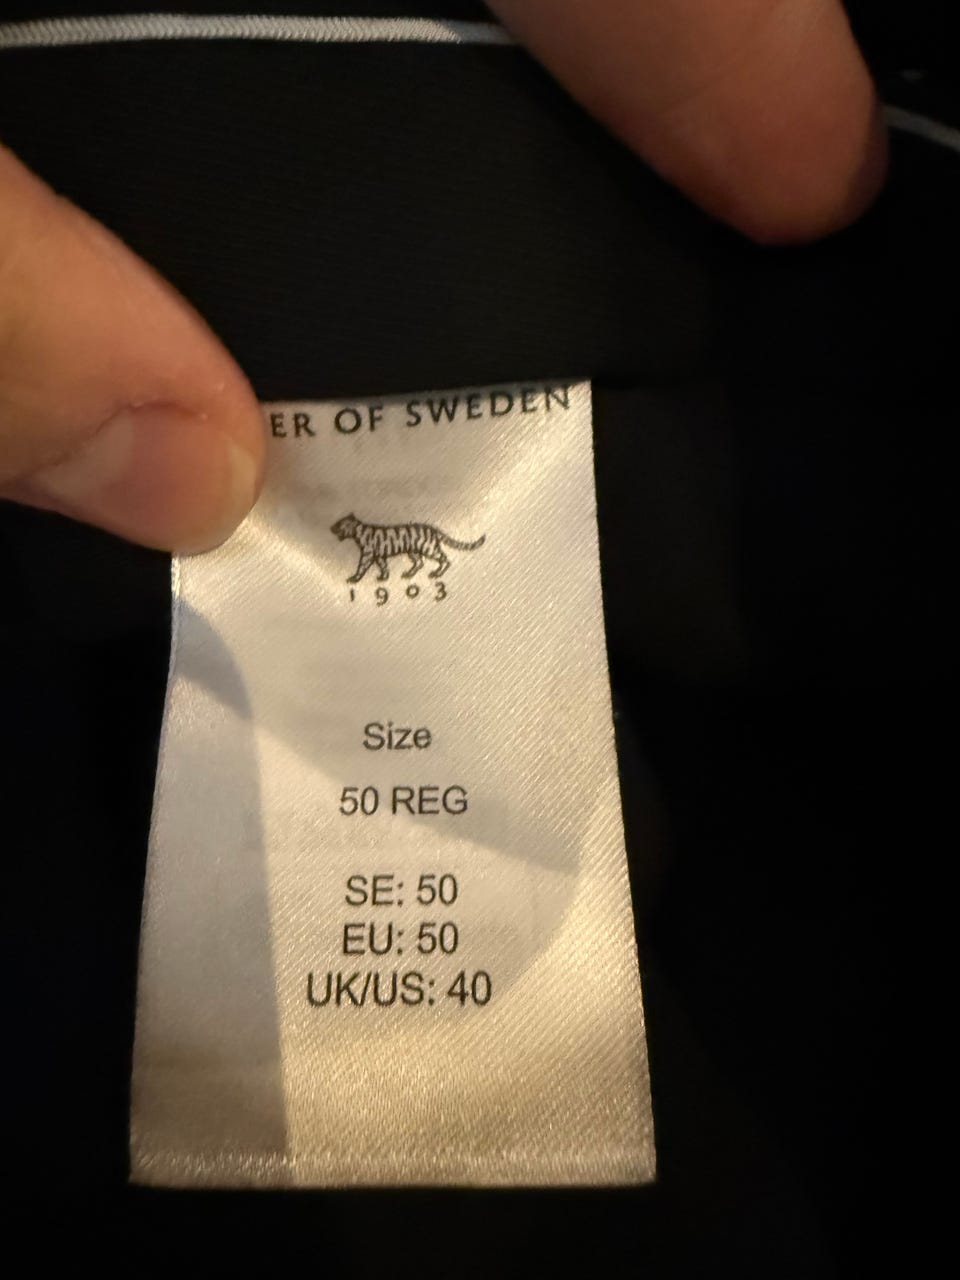 ER OF SWEDEN
1903
Size
50 REG
SE: 50
EU: 50
UK/US: 40